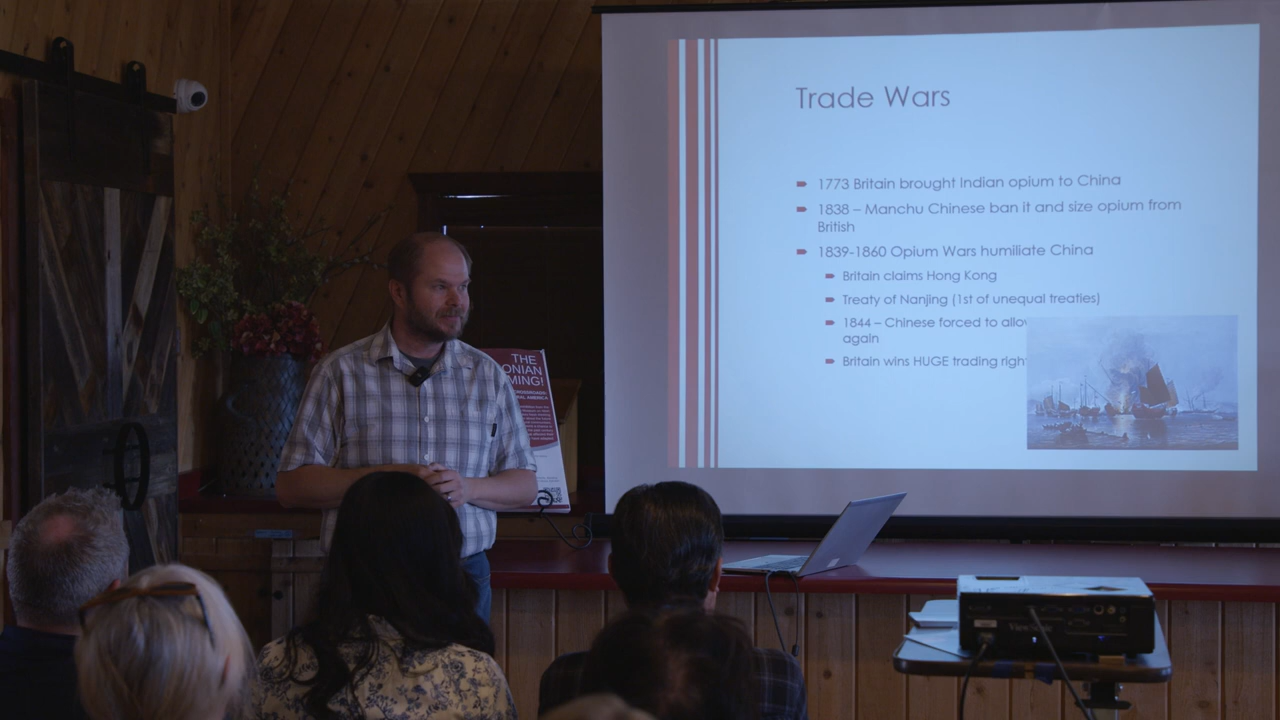 Trade Wars
1773 Britain brought Indian opium to China
1838 – Manchu Chinese ban it and size opium from
British
1839-1860 Opium Wars humiliate China
Britain claims Hong Kong
Treaty of Nanjing (1st of unequal treaties)
1844 – Chinese forced to allow
again
Britain wins HUGE trading right
THE
ONIAN
MING!